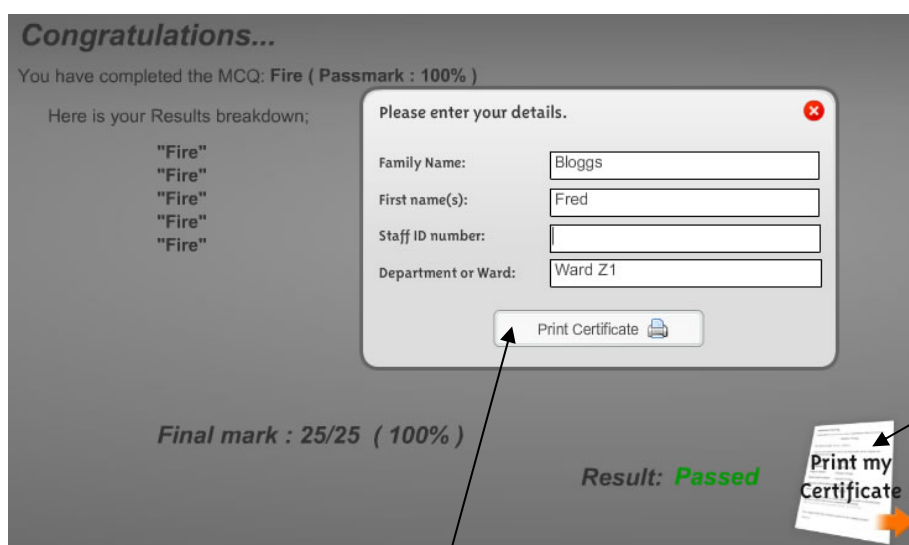 Congratulations...
You have completed the MCQ: Fire ( Passmark : 100% )
Here is your Results breakdown;
"Fire"
"Fire"
"Fire"
"Fire"
"Fire"
Please enter your details.
Family Name: Bloggs
First name(s): Fred
Staff ID number:
Department or Ward: Ward Z1
Print Certificate
Final mark : 25/25 ( 100% )
Result: Passed
Print my
Certificate